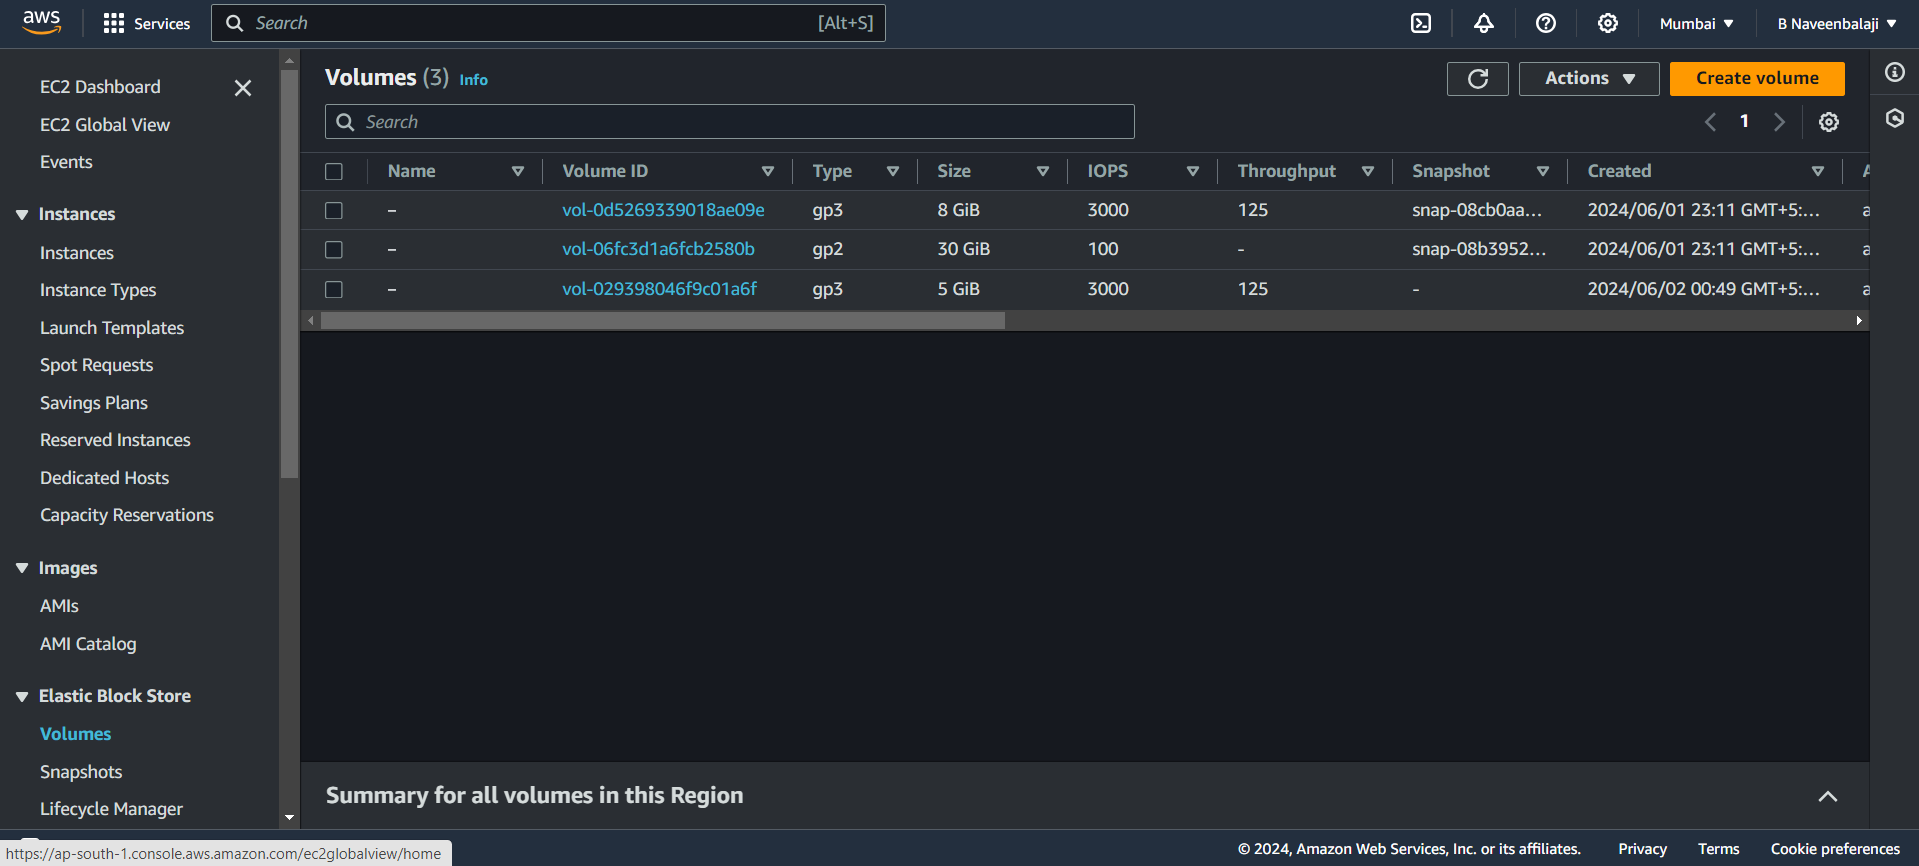 aws Services Search [Alt+S] Mumbai B Naveenbalaji
EC2 Dashboard
EC2 Global View
Events
Instances
Instances
Instance Types
Launch Templates
Spot Requests
Savings Plans
Reserved Instances
Dedicated Hosts
Capacity Reservations
Images
AMIs
AMI Catalog
Elastic Block Store
Volumes
Snapshots
Lifecycle Manager
Volumes (3) Info Actions Create volume
Search 1
Name Volume ID Type Size IOPS Throughput Snapshot Created
– vol-0d5269339018ae09e gp3 8 GiB 3000 125 snap-08cb0aa... 2024/06/01 23:11 GMT+5:... a
– vol-06fc3d1a6fcb2580b gp2 30 GiB 100 - snap-08b3952... 2024/06/01 23:11 GMT+5:... a
– vol-029398046f9c01a6f gp3 5 GiB 3000 125 - 2024/06/02 00:49 GMT+5:... a
Summary for all volumes in this Region
https://ap-south-1.console.aws.amazon.com/ec2globalview/home
© 2024, Amazon Web Services, Inc. or its affiliates. Privacy Terms Cookie preferences